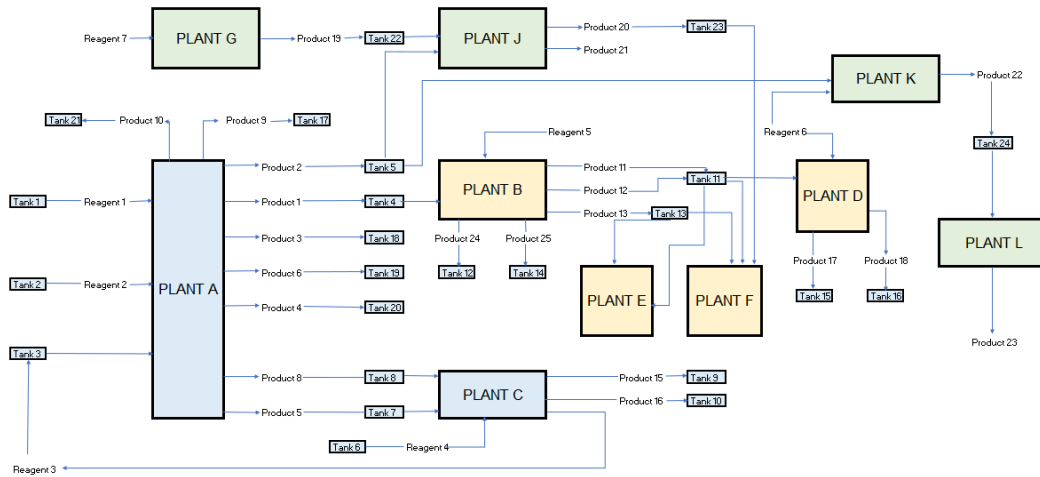 Reagent 7
PLANT G
Product 19
Tank 22
PLANT J
Product 20
Tank 23
Product 21
PLANT K
Product 22
Tank 21
Product 10
Product 9
Tank 17
Reagent 5
Reagent 6
Tank 24
Product 2
Tank 5
Product 11
Tank 11
Product 12
PLANT B
PLANT D
Tank 1
Reagent 1
Product 1
Tank 4
Product 13
Tank 13
Product 3
Tank 18
Product 24
Product 25
PLANT L
Product 6
Tank 19
Tank 12
Tank 14
Product 17
Product 18
Tank 2
Reagent 2
PLANT A
Product 4
Tank 20
PLANT E
PLANT F
Tank 15
Tank 16
Tank 3
Product 23
Product 8
Tank 8
PLANT C
Product 15
Tank 9
Product 16
Tank 10
Product 5
Tank 7
Tank 6
Reagent 4
Reagent 3